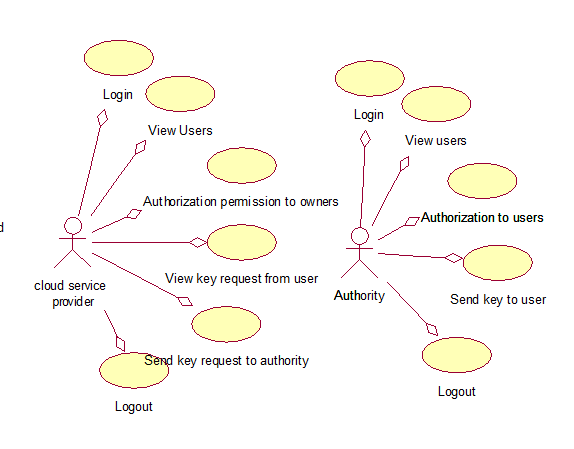 Login
View Users
Authorization permission to owners
cloud service
provider
View key request from user
Send key request to authority
Logout
Login
View users
Authorization to users
Authority
Send key to user
Logout